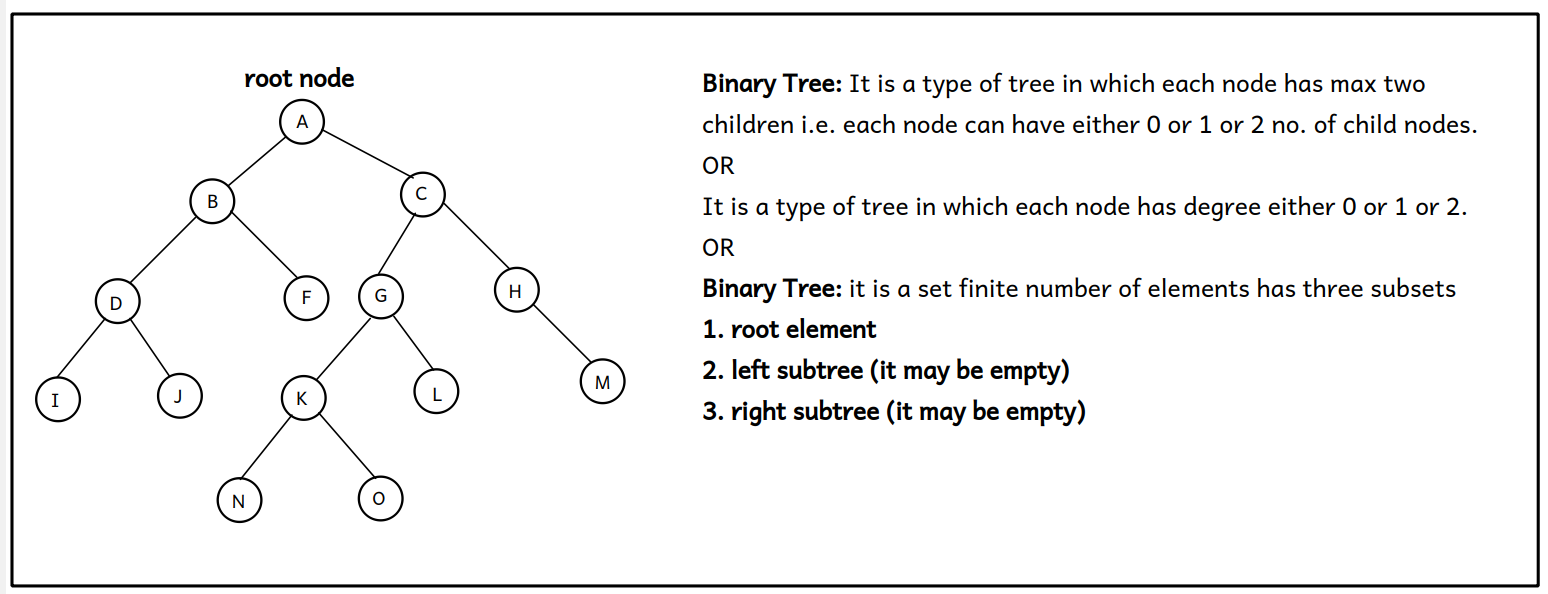 root node
A
B
C
D
F
G
H
I
J
K
L
M
N
O
Binary Tree: It is a type of tree in which each node has max two
children i.e. each node can have either 0 or 1 or 2 no. of child nodes.
OR
It is a type of tree in which each node has degree either 0 or 1 or 2.
OR
Binary Tree: it is a set finite number of elements has three subsets
1. root element
2. left subtree (it may be empty)
3. right subtree (it may be empty)